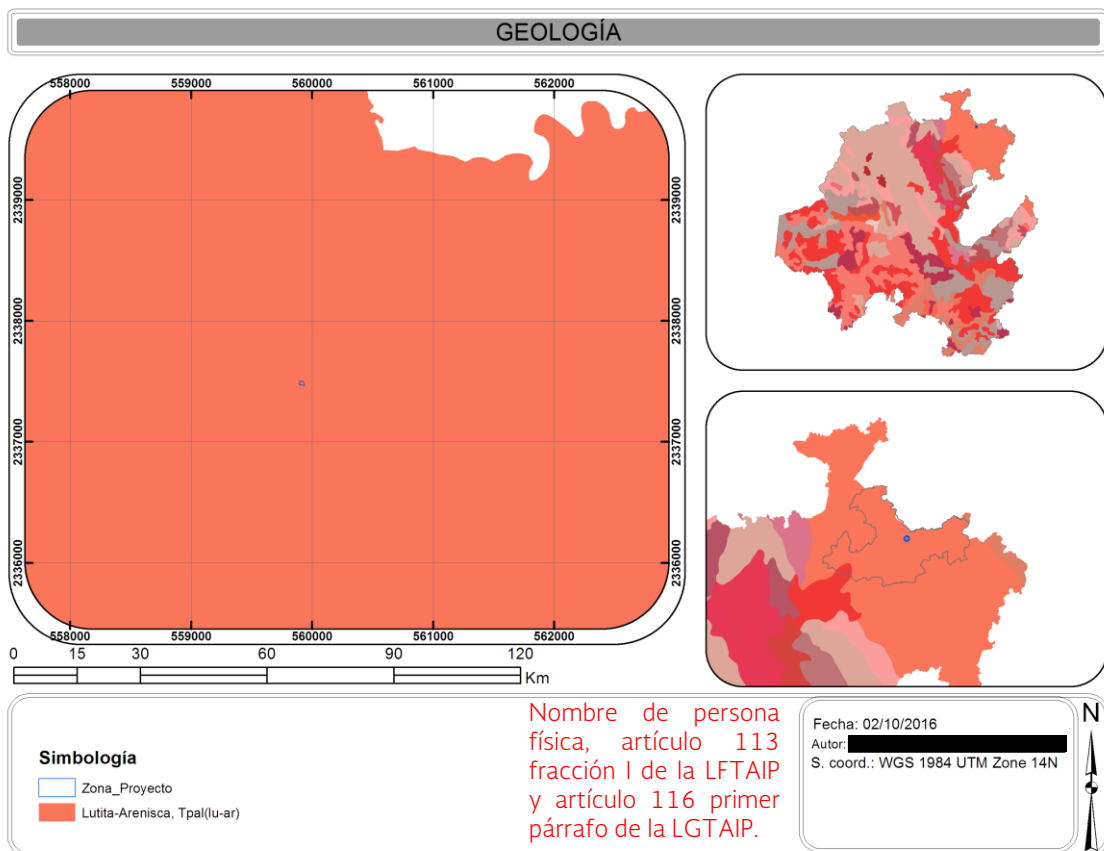 GEOLOGÍA
558000 559000 560000 561000 562000
2339000 2339000
2338000 2338000
2337000 2337000
2336000 2336000
558000 559000 560000 561000 562000
0 15 30 60 90 120
Km
Simbología
Zona_Proyecto
Lutita-Arenisca, Tpal(lu-ar)
Nombre de persona
física, artículo 113
fracción I de la LFTAIP
y artículo 116 primer
párrafo de la LGTAIP.
Fecha: 02/10/2016
Autor:
S. coord.: WGS 1984 UTM Zone 14N
N